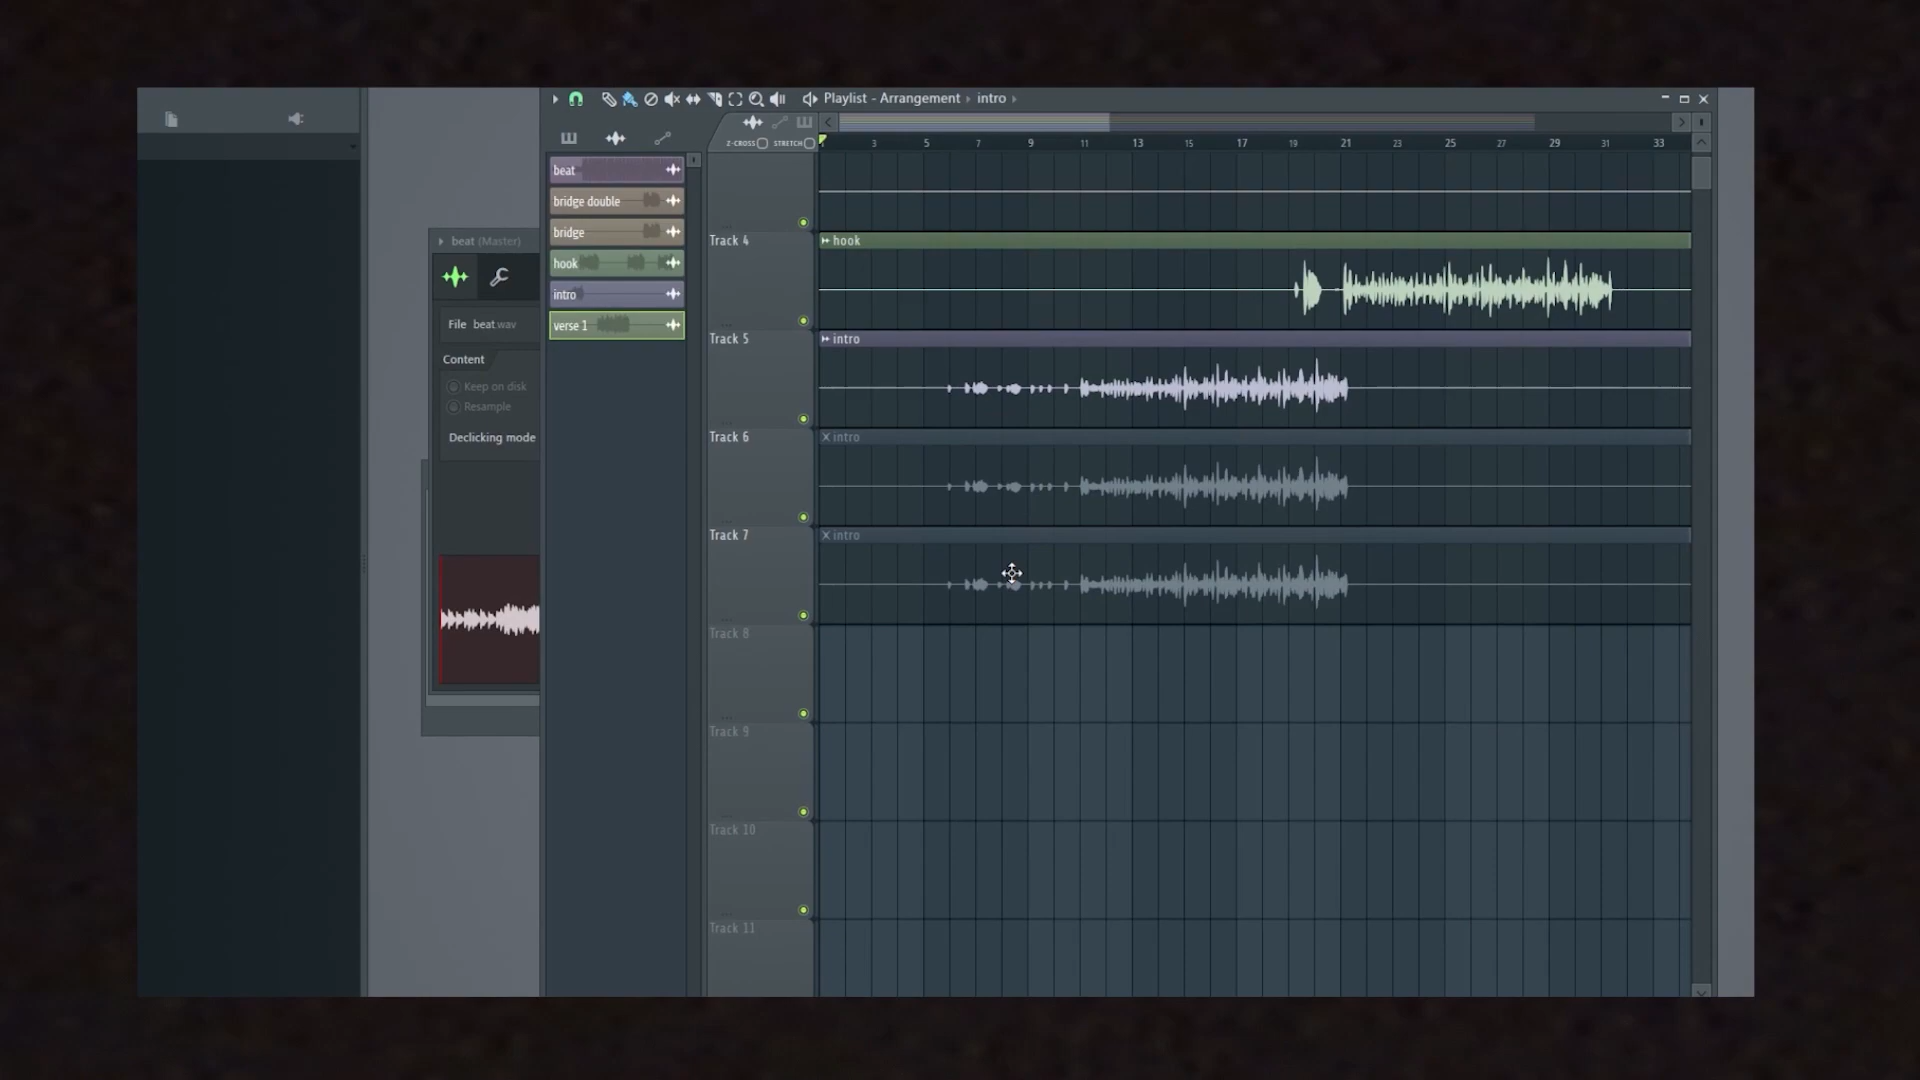 Playlist - Arrangement › intro ›
Z-CROSS STRETCH
3 5 7 9 11 13 15 17 19 21 23 25 27 29 31 33
beat
bridge double
bridge
hook
intro
verse 1
beat (Master)
File beat.wav
Content
Keep on disk
Resample
Declicking mode
Track 4
hook
Track 5
intro
Track 6
intro
Track 7
intro
Track 8
Track 9
Track 10
Track 11